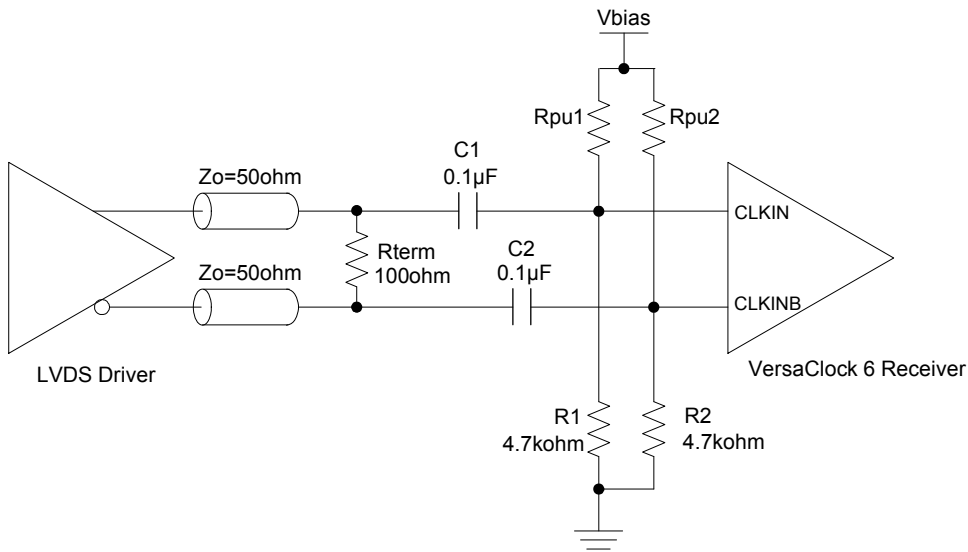 Vbias
Rpu1
Rpu2
C1
0.1µF
Zo=50ohm
CLKIN
Rterm
100ohm
C2
0.1µF
Zo=50ohm
CLKINB
LVDS Driver
VersaClock 6 Receiver
R1
4.7kohm
R2
4.7kohm